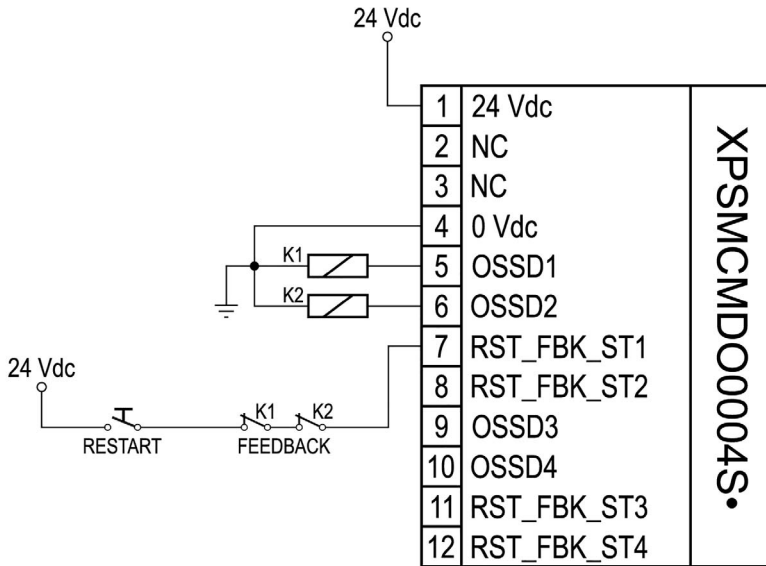 24 Vdc
1 24 Vdc
2 NC
3 NC
4 0 Vdc
K1
5 OSSD1
K2
6 OSSD2
7 RST_FBK_ST1
24 Vdc
8 RST_FBK_ST2
K1 K2
9 OSSD3
RESTART FEEDBACK
10 OSSD4
11 RST_FBK_ST3
12 RST_FBK_ST4
XPSMCMDO0004S•